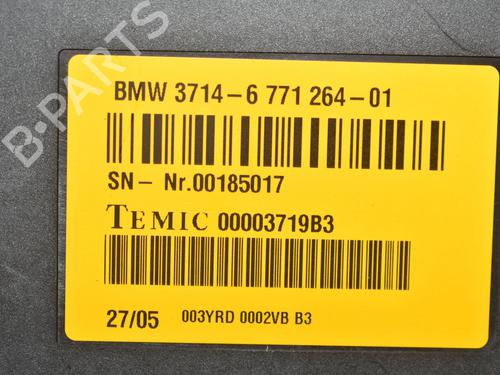 BMW 3714-6 771 264-01
SN- Nr.00185017
TEMIC 00003719B3
27/05 003YRD 0002VB B3
B-PARTS